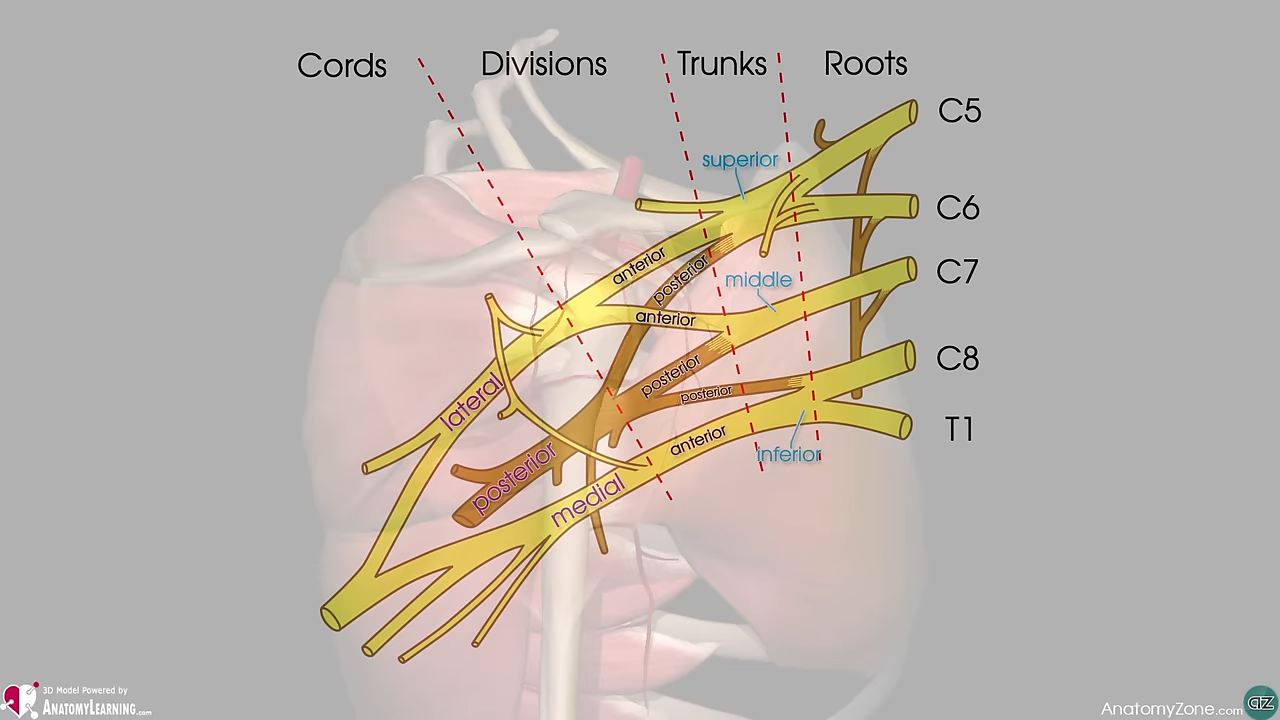 Cords
Divisions
Trunks
Roots
C5
superior
C6
anterior
posterior
middle
C7
anterior
posterior
C8
posterior
lateral
anterior
T1
inferior
posterior
medial
3D Model Powered by
ANATOMYLEARNING.com
AnatomyZone.com
AZ